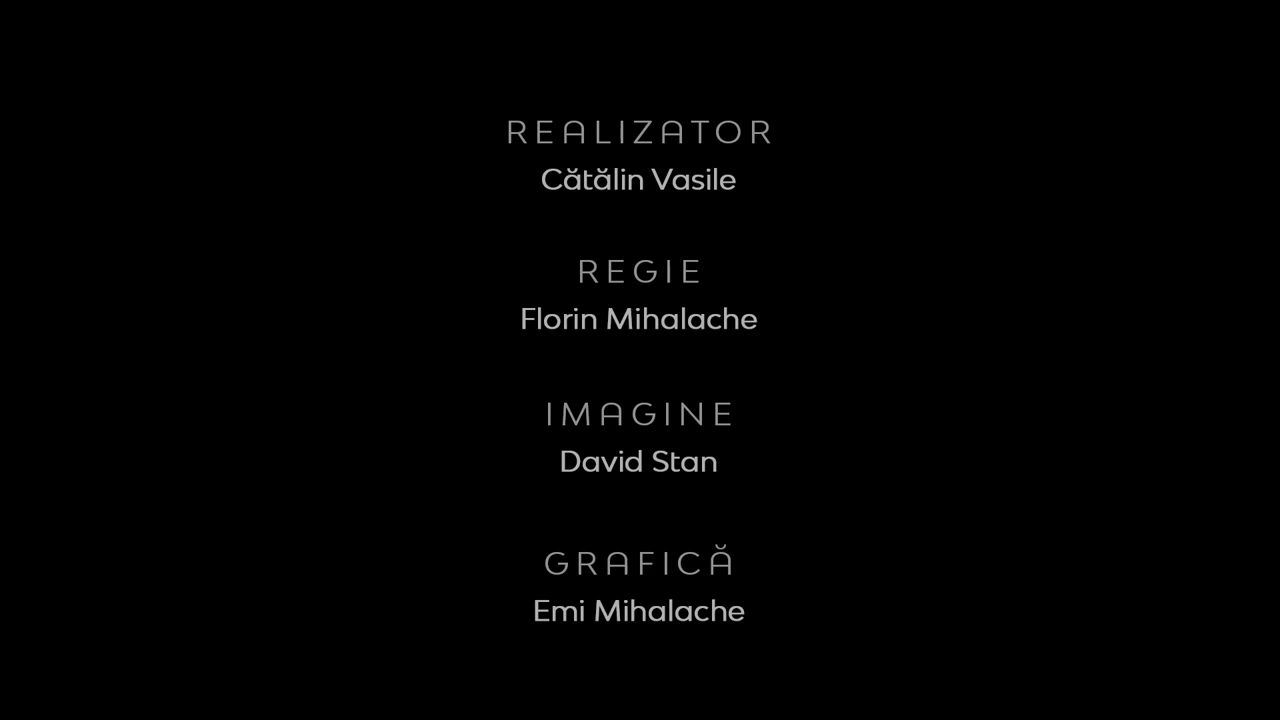 REALIZATOR
Cătălin Vasile
REGIE
Florin Mihalache
IMAGINE
David Stan
GRAFICĂ
Emi Mihalache